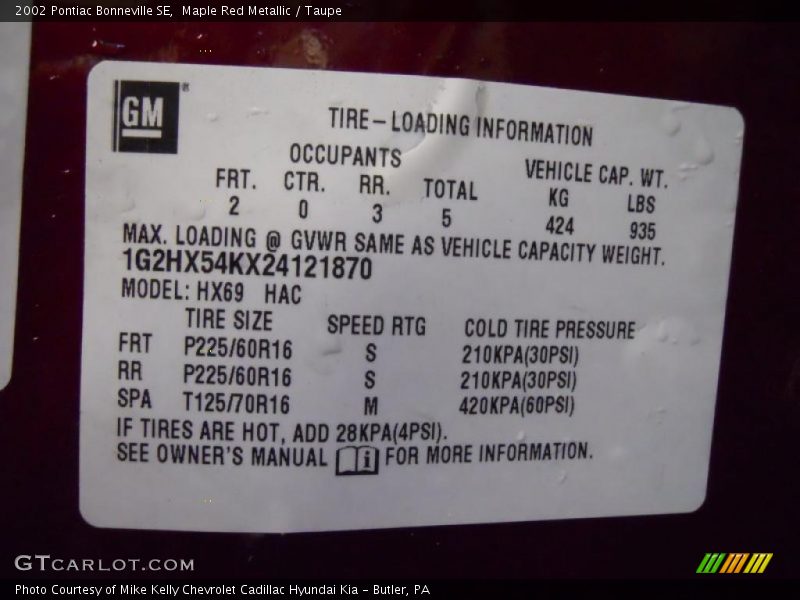 2002 Pontiac Bonneville SE,  Maple Red Metallic / Taupe
GM ®
TIRE-LOADING INFORMATION
OCCUPANTS VEHICLE CAP. WT.
FRT. CTR. RR. TOTAL KG LBS
2 0 3 5 424 935
MAX. LOADING @ GVWR SAME AS VEHICLE CAPACITY WEIGHT.
1G2HX54KX24121870
MODEL: HX69 HAC
TIRE SIZE SPEED RTG COLD TIRE PRESSURE
FRT P225/60R16 S 210KPA(30PSI)
RR P225/60R16 S 210KPA(30PSI)
SPA T125/70R16 M 420KPA(60PSI)
IF TIRES ARE HOT, ADD 28KPA(4PSI).
SEE OWNER'S MANUAL i FOR MORE INFORMATION.
GTCARLOT.COM
Photo Courtesy of Mike Kelly Chevrolet Cadillac Hyundai Kia - Butler, PA